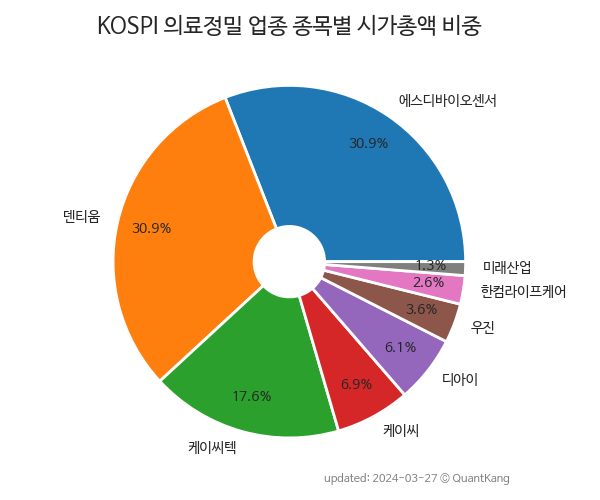 KOSPI 의료정밀 업종 종목별 시가총액 비중
에스디바이오센서
30.9%
덴티움
30.9%
1.3%
미래산업
2.6%
한컴라이프케어
3.6%
우진
6.1%
디아이
6.9%
케이씨
17.6%
케이씨텍
updated: 2024-03-27 © QuantKang